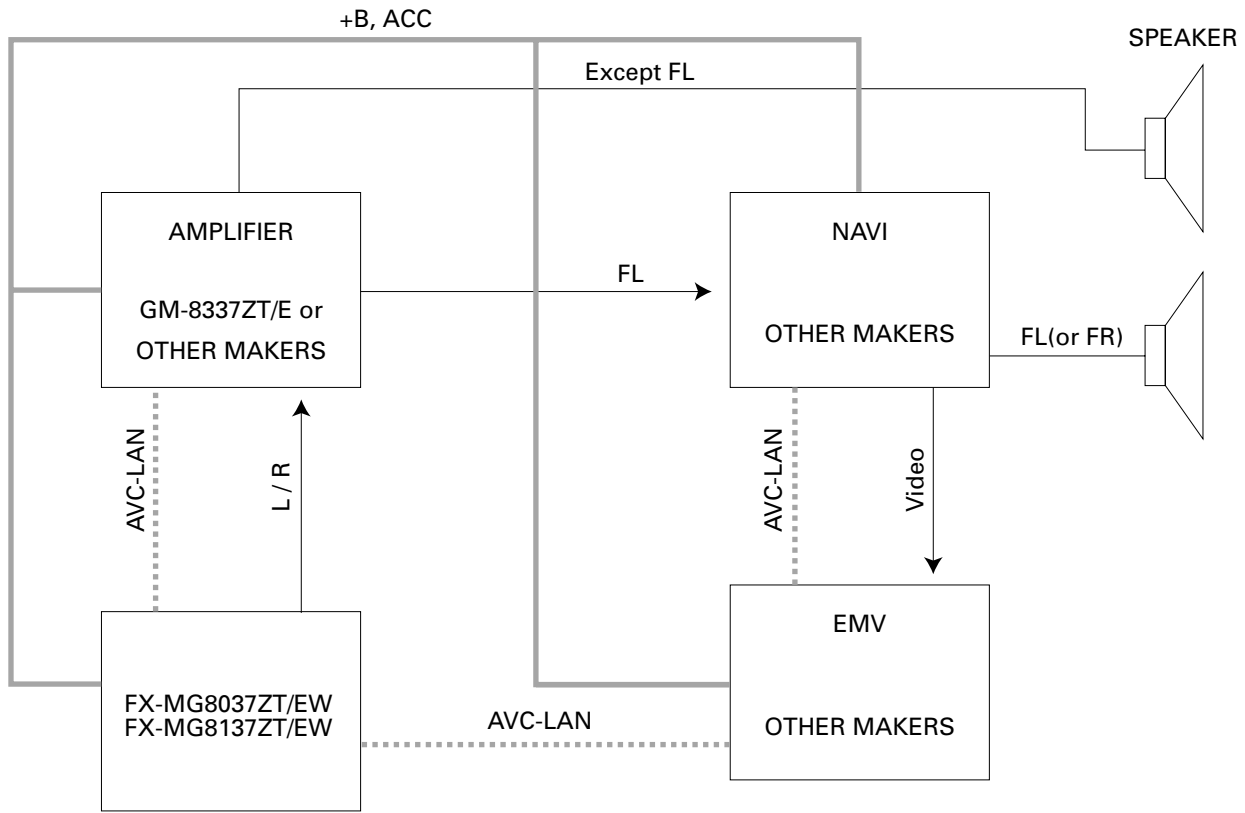 +B, ACC
SPEAKER
Except FL
AMPLIFIER
GM-8337ZT/E or
OTHER MAKERS
FL
NAVI
OTHER MAKERS
FL(or FR)
AVC-LAN
L / R
AVC-LAN
Video
FX-MG8037ZT/EW
FX-MG8137ZT/EW
AVC-LAN
EMV
OTHER MAKERS